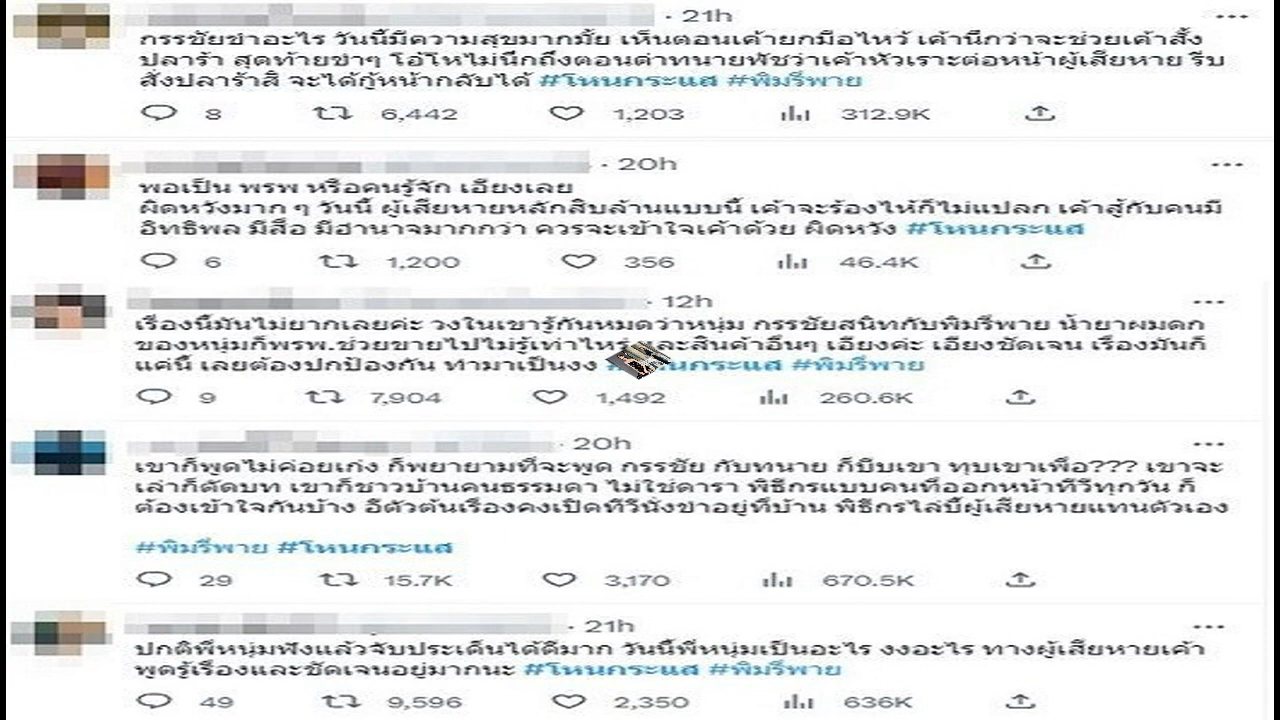 · 21h
กรรชัยขำอะไร วันนี้มีความสุขมากมั้ย เห็นตอนเค้ายกมือไหว้ เค้านึกว่าจะช่วยเค้าสั่ง
ปลาร้า สุดท้ายขำๆ โอ้โหไม่นึกถึงตอนด่าทนายพัชว่าเค้าหัวเราะต่อหน้าผู้เสียหาย รีบ
สั่งปลาร้าสิ จะได้กู้หน้ากลับได้ #โหนกระแส #พิมรี่พาย
8 6,442 1,203 312.9K
· 20h
พอเป็น พรพ หรือคนรู้จัก เอียงเลย
ผิดหวังมาก ๆ วันนี้ ผู้เสียหายหลักสิบล้านแบบนี้ เค้าจะร้องไห้ก็ไม่แปลก เค้าสู้กับคนมี
อิทธิพล มีสื่อ มีอำนาจมากกว่า ควรจะเข้าใจเค้าด้วย ผิดหวัง #โหนกระแส
6 1,200 356 46.4K
· 12h
เรื่องนี้มันไม่ยากเลยค่ะ วงในเขารู้กันหมดว่าหนุ่ม กรรชัยสนิทกับพิมรี่พาย น้ำยาผมดก
ของหนุ่มก็พรพ.ช่วยขายไปไม่รู้เท่าไหร่ และสินค้าอื่นๆ เอียงค่ะ เอียงชัดเจน เรื่องมันก็
แค่นี้ เลยต้องปกป้องกัน ทำมาเป็นงง #โหนกระแส #พิมรี่พาย
9 7,904 1,492 260.6K
· 20h
เขาก็พูดไม่ค่อยเก่ง ก็พยายามที่จะพูด กรรชัย กับทนาย ก็บีบเขา ทุบเขาเพื่อ??? เขาจะ
เล่าก็ตัดบท เขาก็ชาวบ้านคนธรรมดา ไม่ใช่ดารา พิธีกรแบบคนที่ออกหน้าทีวีทุกวัน ก็
ต้องเข้าใจกันบ้าง อีตัวต้นเรื่องคงเปิดทีวีนั่งขำอยู่ที่บ้าน พิธีกรไล่บี้ผู้เสียหายแทนตัวเอง
#พิมรี่พาย #โหนกระแส
29 15.7K 3,170 670.5K
· 21h
ปกติพี่หนุ่มฟังแล้วจับประเด็นได้ดีมาก วันนี้พี่หนุ่มเป็นอะไร งงอะไร ทางผู้เสียหายเค้า
พูดรู้เรื่องและชัดเจนอยู่มากนะ #โหนกระแส #พิมรี่พาย
49 9,596 2,350 636K